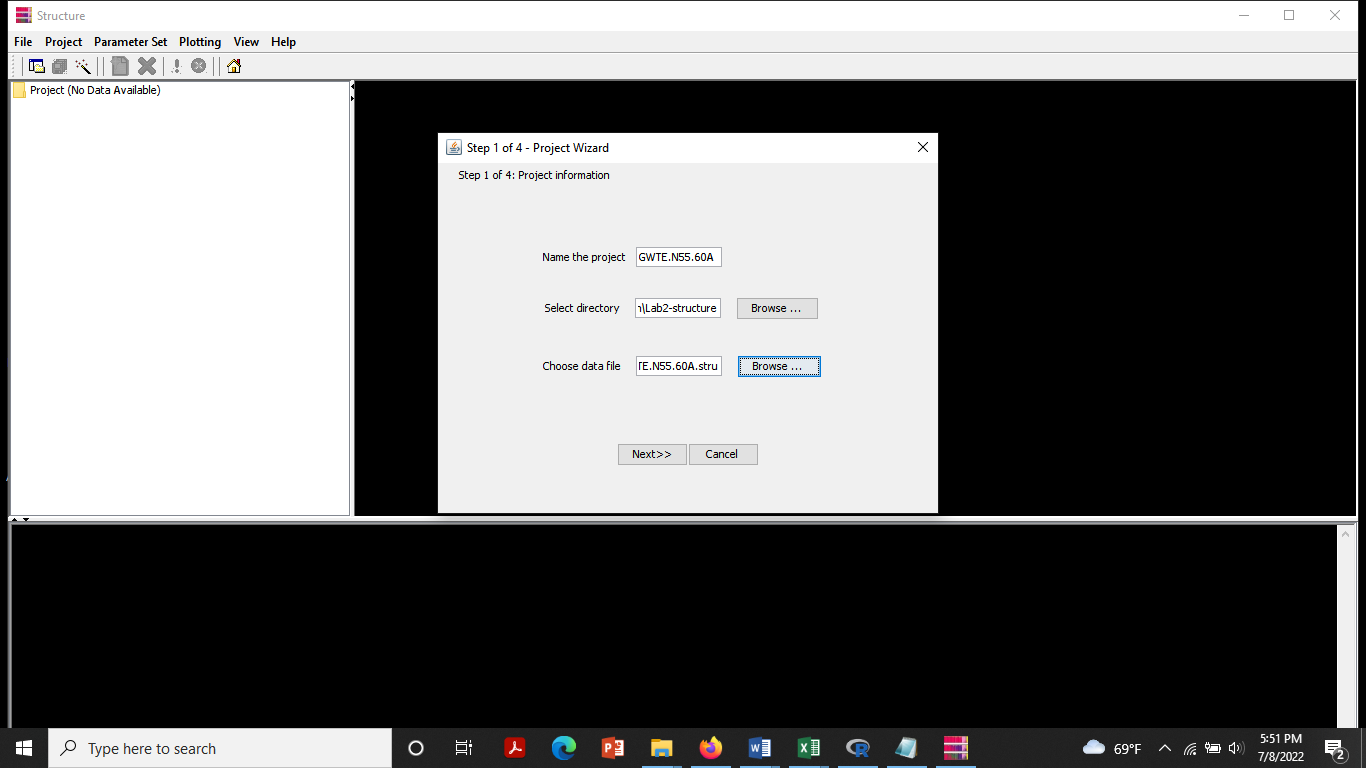 Structure
File Project Parameter Set Plotting View Help
Project (No Data Available)
Step 1 of 4 - Project Wizard
Step 1 of 4: Project information
Name the project GWTE.N55.60A
Select directory \Lab2-structure Browse ...
Choose data file TE.N55.60A.stru Browse ...
Next>> Cancel
Type here to search
69°F
5:51 PM
7/8/2022
2